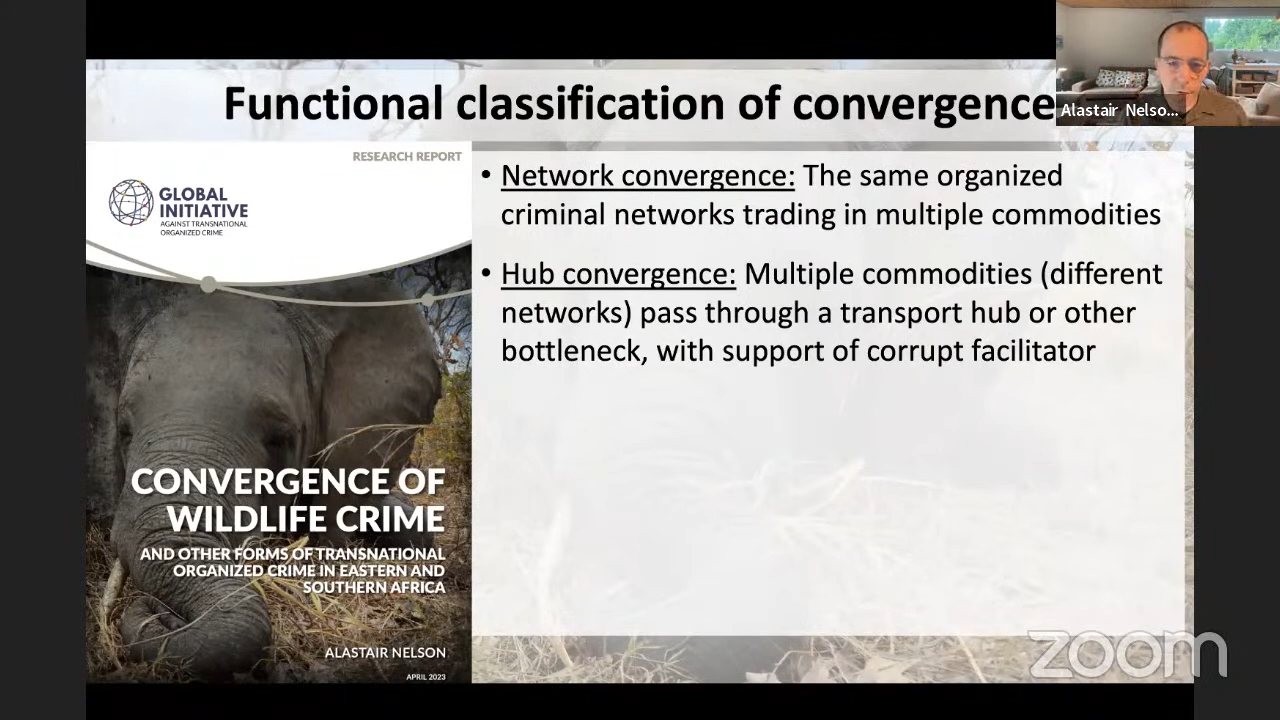 Functional classification of convergence
Alastair Nelso...
RESEARCH REPORT
GLOBAL
INITIATIVE
AGAINST TRANSNATIONAL
ORGANIZED CRIME
CONVERGENCE OF
WILDLIFE CRIME
AND OTHER FORMS OF TRANSNATIONAL
ORGANIZED CRIME IN EASTERN AND
SOUTHERN AFRICA
ALASTAIR NELSON
APRIL 2023
• Network convergence: The same organized
criminal networks trading in multiple commodities
• Hub convergence: Multiple commodities (different
networks) pass through a transport hub or other
bottleneck, with support of corrupt facilitator
zoom